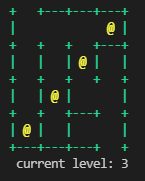 +   +---+---+   +
|             @ |
+   +   +   +---+
|   |   | @     |
+   +   +   +   +
|   | @ |       |
+   +   +---+   +
| @ |   |       |
+---+---+---+   +
current level: 3